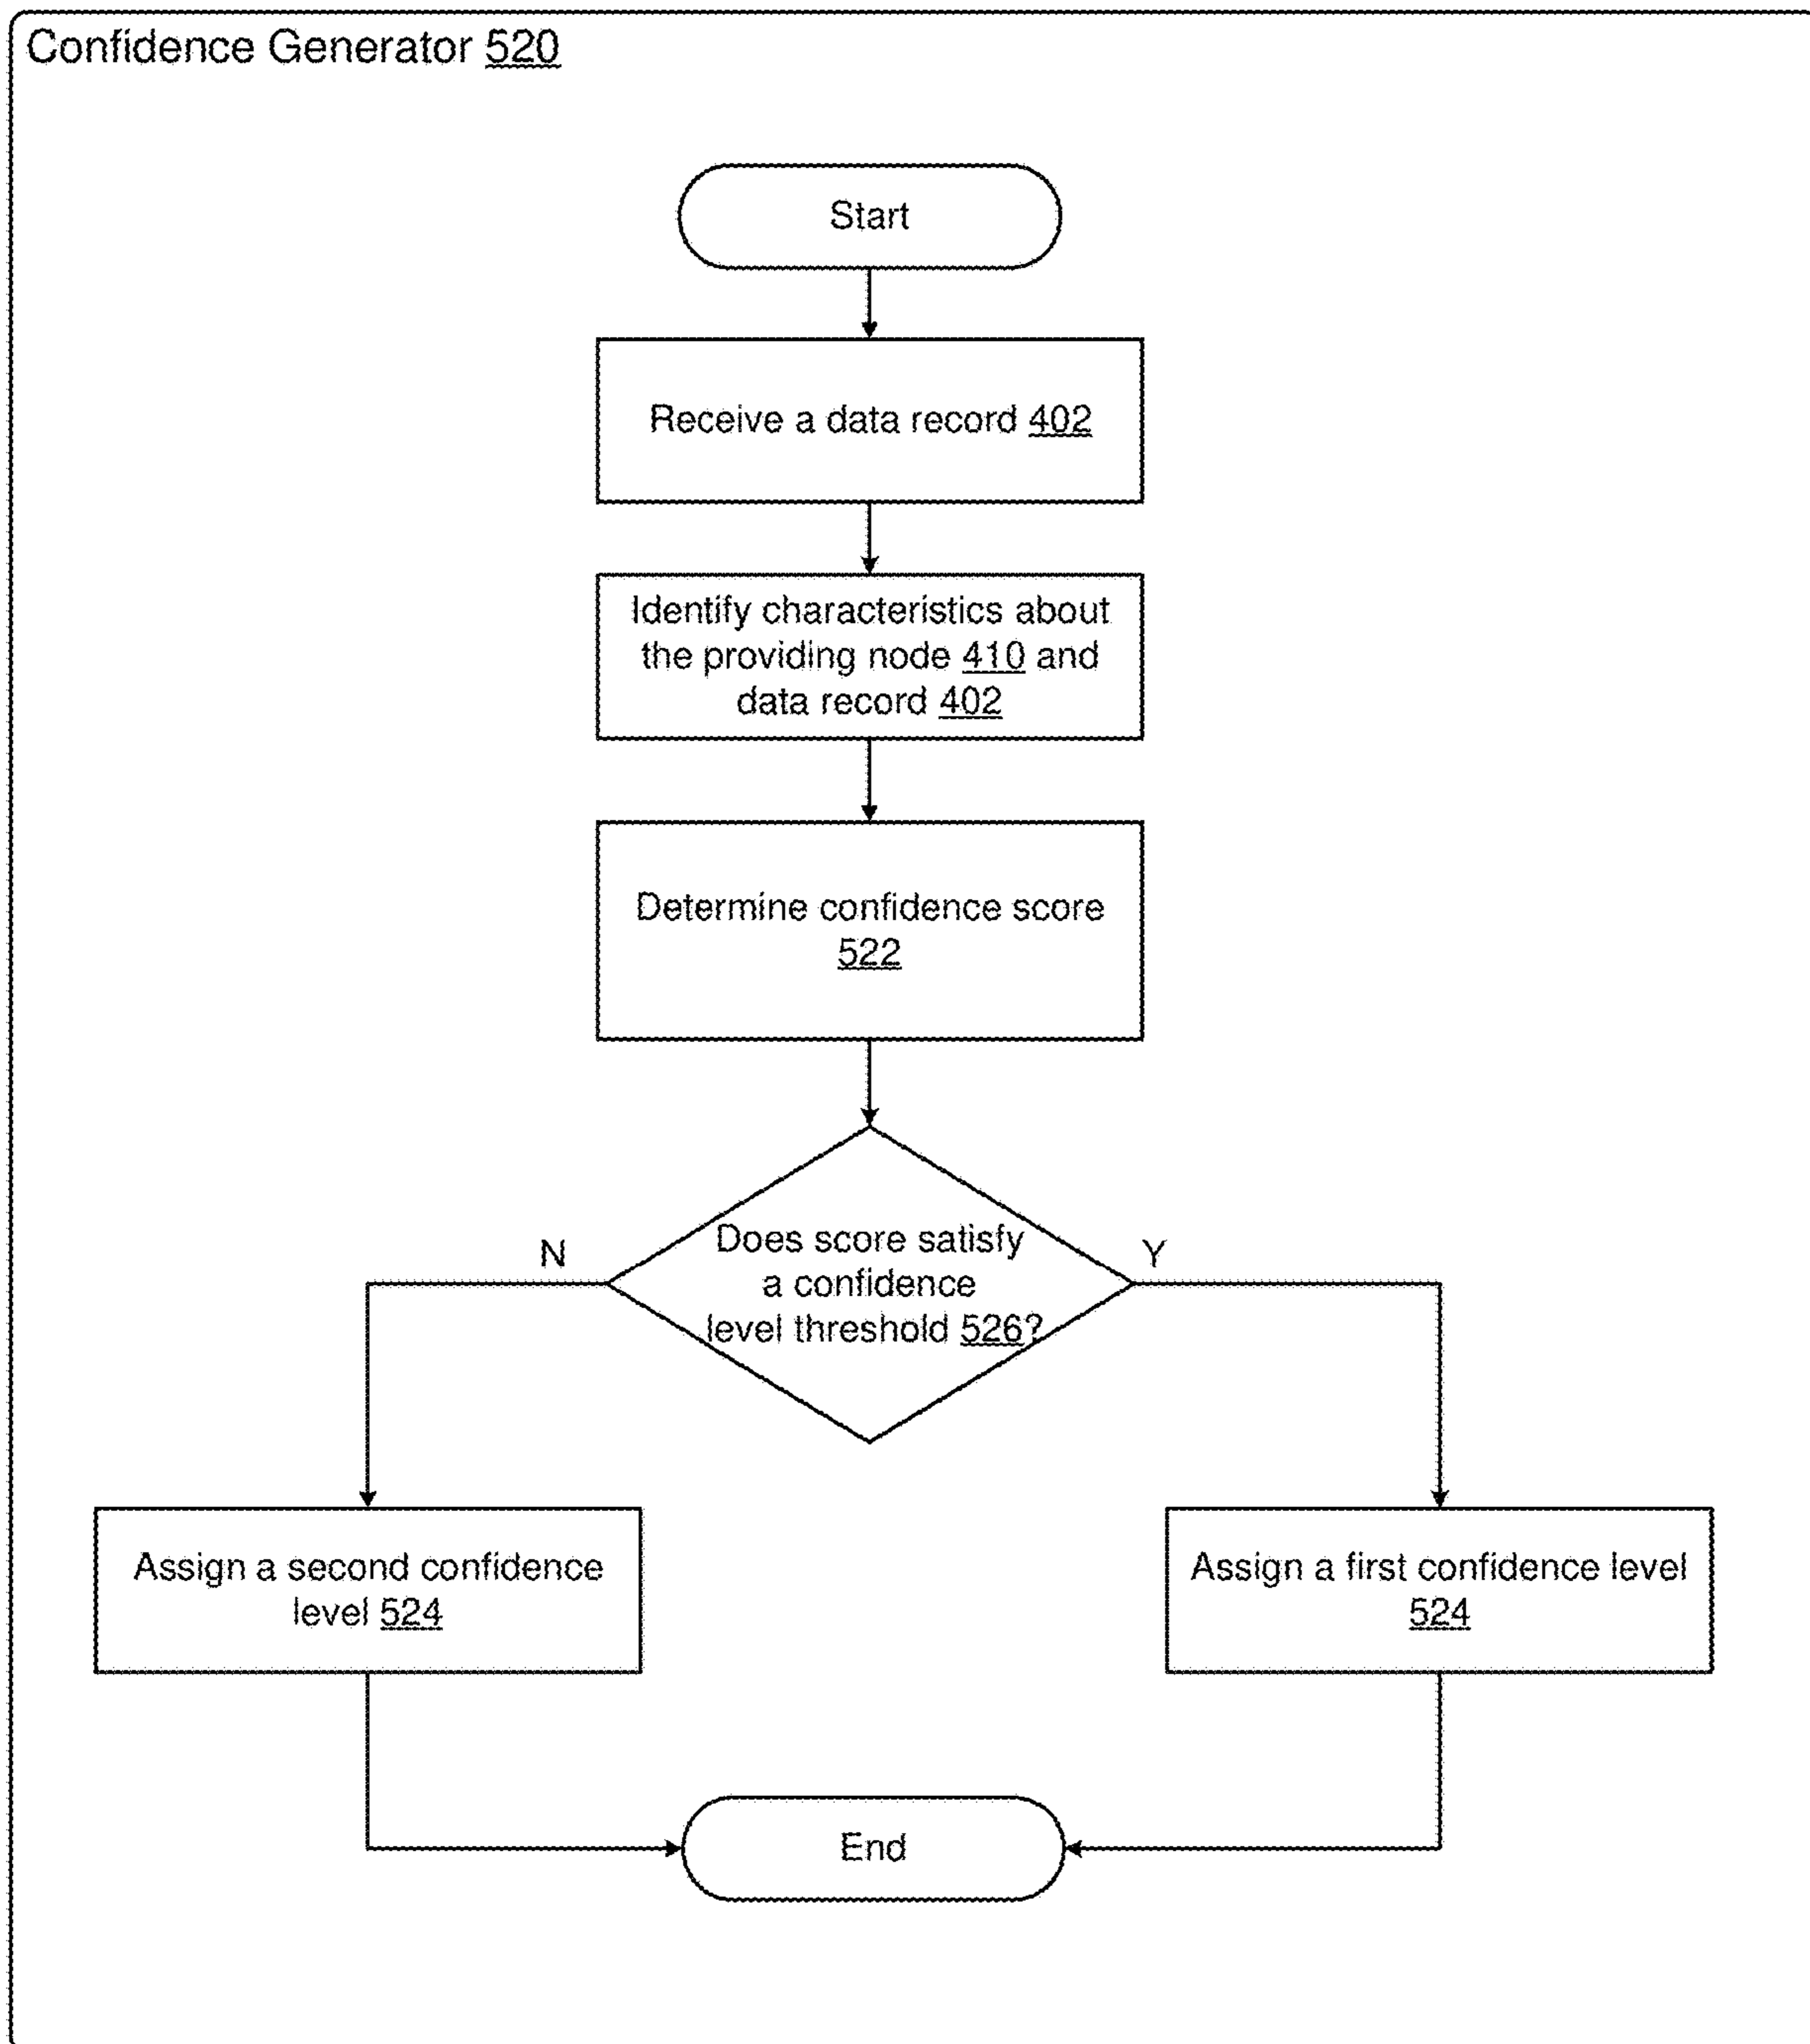 Confidence Generator 520
Start
Receive a data record 402
Identify characteristics about
the providing node 410 and
data record 402
Determine confidence score
522
Does score satisfy
a confidence
level threshold 526?
N
Y
Assign a second confidence
level 524
Assign a first confidence level
524
End